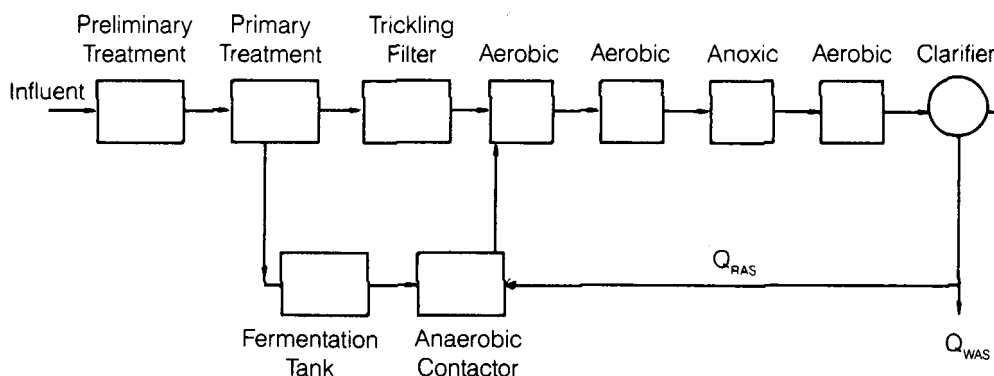 Preliminary
Treatment
Primary
Treatment
Trickling
Filter
Aerobic
Aerobic
Anoxic
Aerobic
Clarifier
Influent
Q_RAS
Fermentation
Tank
Anaerobic
Contactor
Q_WAS